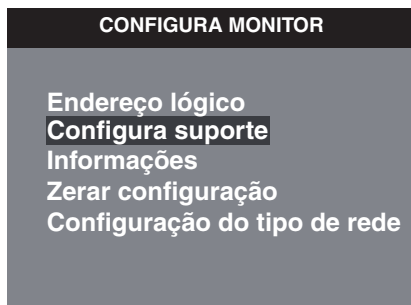 CONFIGURA MONITOR
Endereço lógico
Configura suporte
Informações
Zerar configuração
Configuração do tipo de rede